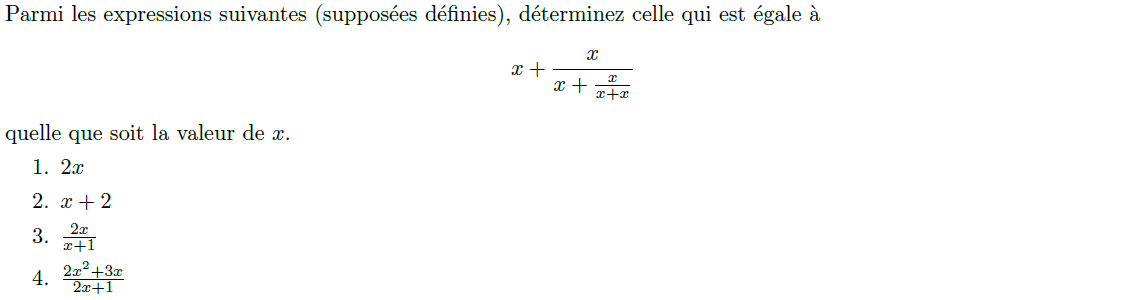 Parmi les expressions suivantes (supposées définies), déterminez celle qui est égale à
x + \frac{x}{x + \frac{x}{x+x}}
quelle que soit la valeur de x.
1. 2x
2. x + 2
3. \frac{2x}{x+1}
4. \frac{2x^2+3x}{2x+1}